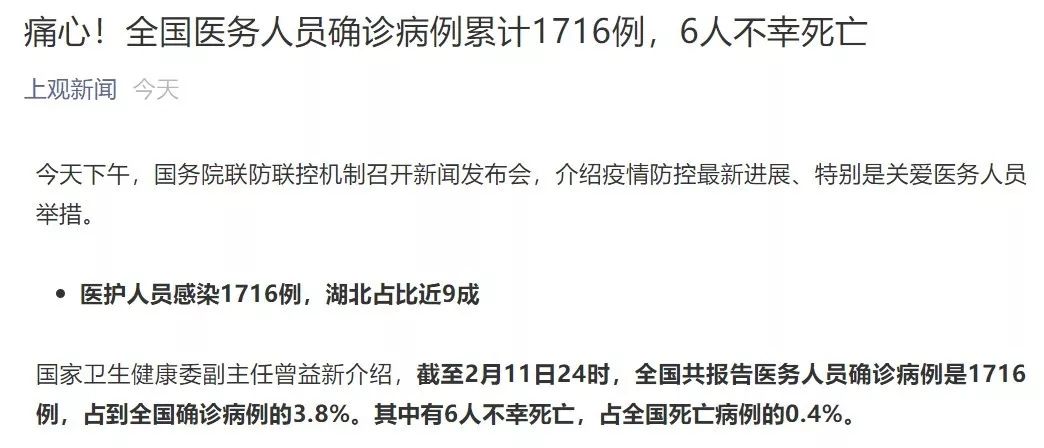 痛心！全国医务人员确诊病例累计1716例，6人不幸死亡
上观新闻 今天
今天下午，国务院联防联控机制召开新闻发布会，介绍疫情防控最新进展、特别是关爱医务人员
举措。
• 医护人员感染1716例，湖北占比近9成
国家卫生健康委副主任曾益新介绍，截至2月11日24时，全国共报告医务人员确诊病例是1716
例，占到全国确诊病例的3.8%。其中有6人不幸死亡，占全国死亡病例的0.4%。